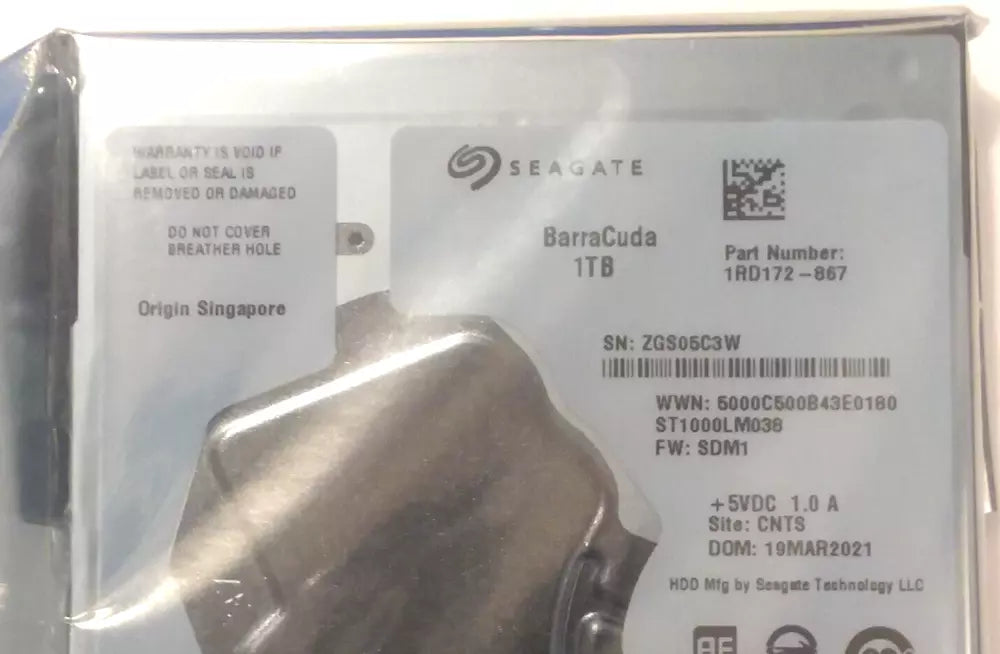 WARRANTY IS VOID IF
LABEL OR SEAL IS
REMOVED OR DAMAGED
DO NOT COVER
BREATHER HOLE
Origin Singapore
SEAGATE
BarraCuda
1TB
Part Number:
1RD172-867
SN: ZGS05C3W
WWN: 5000C500B43E0180
ST1000LM038
FW: SDM1
+5VDC 1.0 A
Site: CNTS
DOM: 19MAR2021
HDD Mfg by Seagate Technology LLC